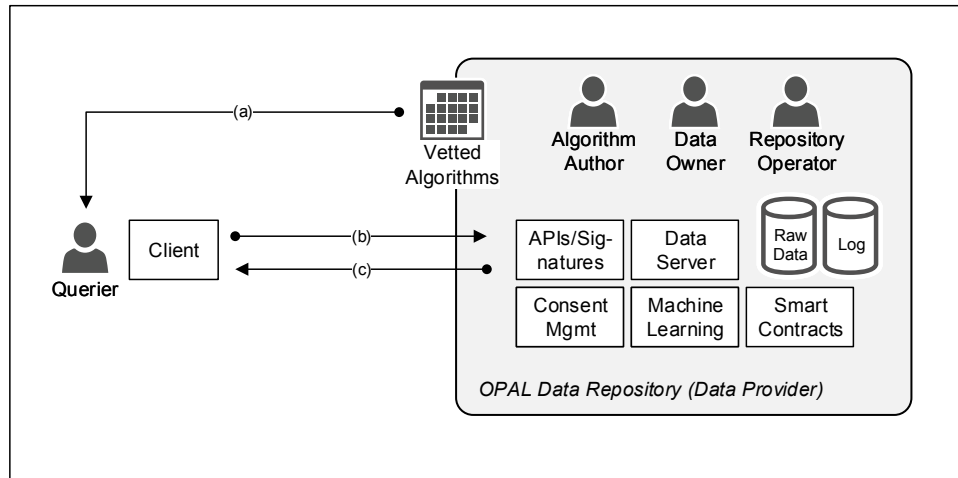 (a)
Vetted
Algorithms
Algorithm
Author
Data
Owner
Repository
Operator
Querier
Client
(b)
(c)
APIs/Sig-
natures
Data
Server
Raw
Data
Log
Consent
Mgmt
Machine
Learning
Smart
Contracts
OPAL Data Repository (Data Provider)